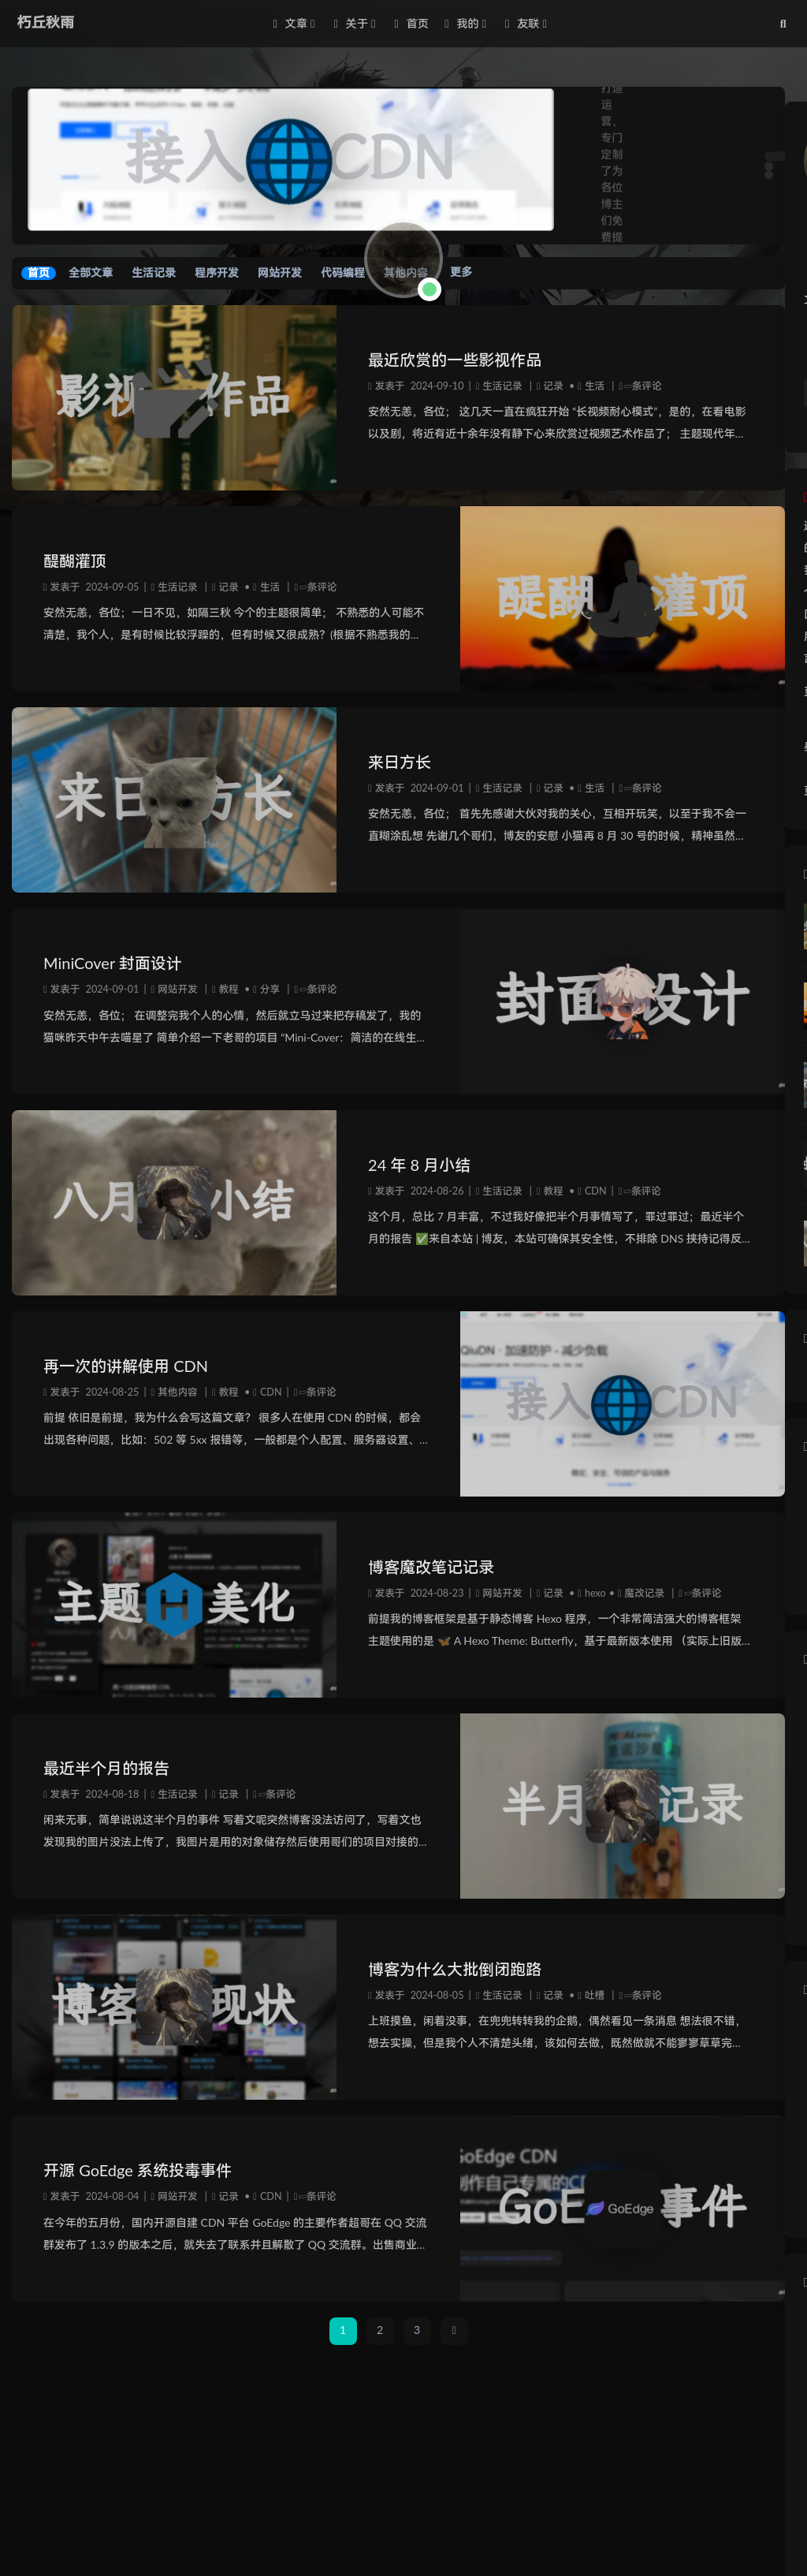 朽丘秋雨
文章 关于 首页 我的 友联
接入 CDN
打造
运
营，
专门
定制
了为
各位
博主
们免
费提
首页 全部文章 生活记录 程序开发 网站开发 代码编程 其他内容 更多
影视作品
最近欣赏的一些影视作品
发表于 2024-09-10 | 生活记录 | 记录 • 生活 | 条评论
安然无恙，各位； 这几天一直在疯狂开始 “长视频耐心模式”，是的，在看电影
以及剧，将近有近十余年没有静下心来欣赏过视频艺术作品了； 主题现代年...
醍醐灌顶
发表于 2024-09-05 | 生活记录 | 记录 • 生活 | 条评论
安然无恙，各位；一日不见，如隔三秋 今个的主题很简单； 不熟悉的人可能不
清楚，我个人，是有时候比较浮躁的，但有时候又很成熟？(根据不熟悉我的...
醍醐灌顶
来日方长
来日方长
发表于 2024-09-01 | 生活记录 | 记录 • 生活 | 条评论
安然无恙，各位； 首先先感谢大伙对我的关心，互相开玩笑，以至于我不会一
直糊涂乱想 先谢几个哥们，博友的安慰 小猫再 8 月 30 号的时候，精神虽然...
MiniCover 封面设计
发表于 2024-09-01 | 网站开发 | 教程 • 分享 | 条评论
安然无恙，各位； 在调整完我个人的心情，然后就立马过来把存稿发了，我的
猫咪昨天中午去喵星了 简单介绍一下老哥的项目 “Mini-Cover：简洁的在线生...
封面设计
八月小结
24 年 8 月小结
发表于 2024-08-26 | 生活记录 | 教程 • CDN | 条评论
这个月，总比 7 月丰富，不过我好像把半个月事情写了，罪过罪过；最近半个
月的报告 ✅来自本站 | 博友，本站可确保其安全性，不排除 DNS 挟持记得反...
再一次的讲解使用 CDN
发表于 2024-08-25 | 其他内容 | 教程 • CDN | 条评论
前提 依旧是前提，我为什么会写这篇文章？ 很多人在使用 CDN 的时候，都会
出现各种问题，比如：502 等 5xx 报错等，一般都是个人配置、服务器设置、...
QiuDN · 加速防护 - 减少负载
接入 CDN
稳定、安全、可信的产品与服务
主题美化
博客魔改笔记记录
发表于 2024-08-23 | 网站开发 | 记录 • hexo • 魔改记录 | 条评论
前提我的博客框架是基于静态博客 Hexo 程序，一个非常简洁强大的博客框架
主题使用的是 🦋 A Hexo Theme: Butterfly，基于最新版本使用 （实际上旧版...
最近半个月的报告
发表于 2024-08-18 | 生活记录 | 记录 | 条评论
闲来无事，简单说说这半个月的事件 写着文呢突然博客没法访问了，写着文也
发现我的图片没法上传了，我图片是用的对象储存然后使用哥们的项目对接的...
半月记录
博客现状
博客为什么大批倒闭跑路
发表于 2024-08-05 | 生活记录 | 记录 • 吐槽 | 条评论
上班摸鱼，闲着没事，在兜兜转转我的企鹅，偶然看见一条消息 想法很不错，
想去实操，但是我个人不清楚头绪，该如何去做，既然做就不能寥寥草草完...
开源 GoEdge 系统投毒事件
发表于 2024-08-04 | 网站开发 | 记录 • CDN | 条评论
在今年的五月份，国内开源自建 CDN 平台 GoEdge 的主要作者超哥在 QQ 交流
群发布了 1.3.9 的版本之后，就失去了联系并且解散了 QQ 交流群。出售商业...
GoEdge CDN
制作自己专属的C
GoE GoEdge 事件
1 2 3